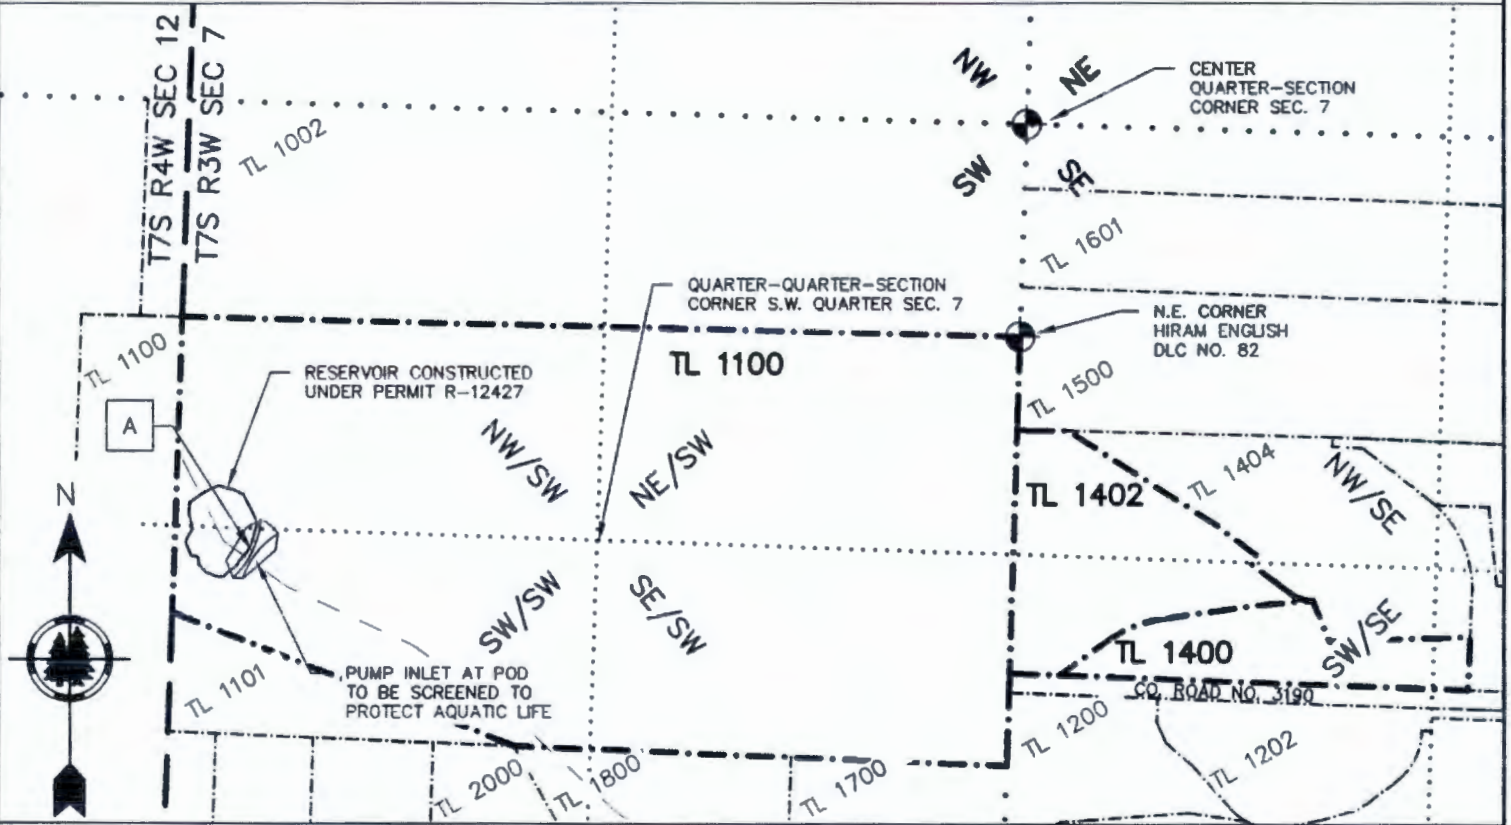 T7S R4W SEC 12
T7S R3W SEC 7
TL 1002
NW
NE
SW
SE
CENTER
QUARTER-SECTION
CORNER SEC. 7
TL 1601
QUARTER-QUARTER-SECTION
CORNER S.W. QUARTER SEC. 7
N.E. CORNER
HIRAM ENGLISH
DLC NO. 82
TL 1100
TL 1100
TL 1500
RESERVOIR CONSTRUCTED
UNDER PERMIT R-12427
A
NW/SW
NE/SW
TL 1402
TL 1404
NW/SE
N
SW/SW
SE/SW
SW/SE
TL 1400
CO. ROAD NO. 3190
TL 1101
PUMP INLET AT POD
TO BE SCREENED TO
PROTECT AQUATIC LIFE
TL 1200
TL 1202
TL 2000
TL 1800
TL 1700